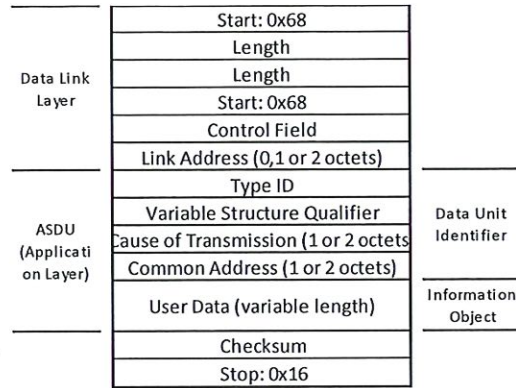 Start: 0x68
Length
Length
Data Link
Layer
Start: 0x68
Control Field
Link Address (0,1 or 2 octets)
Type ID
Variable Structure Qualifier
ASDU
(Applicati
on Layer)
Cause of Transmission (1 or 2 octets
Common Address (1 or 2 octets)
Data Unit
Identifier
User Data (variable length)
Information
Object
Checksum
Stop: 0x16